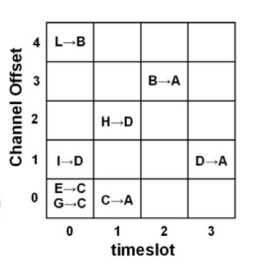 Channel Offset
4 L→B
3 B→A
2 H→D
1 I→D D→A
0 E→C
G→C C→A
0 1 2 3
timeslot